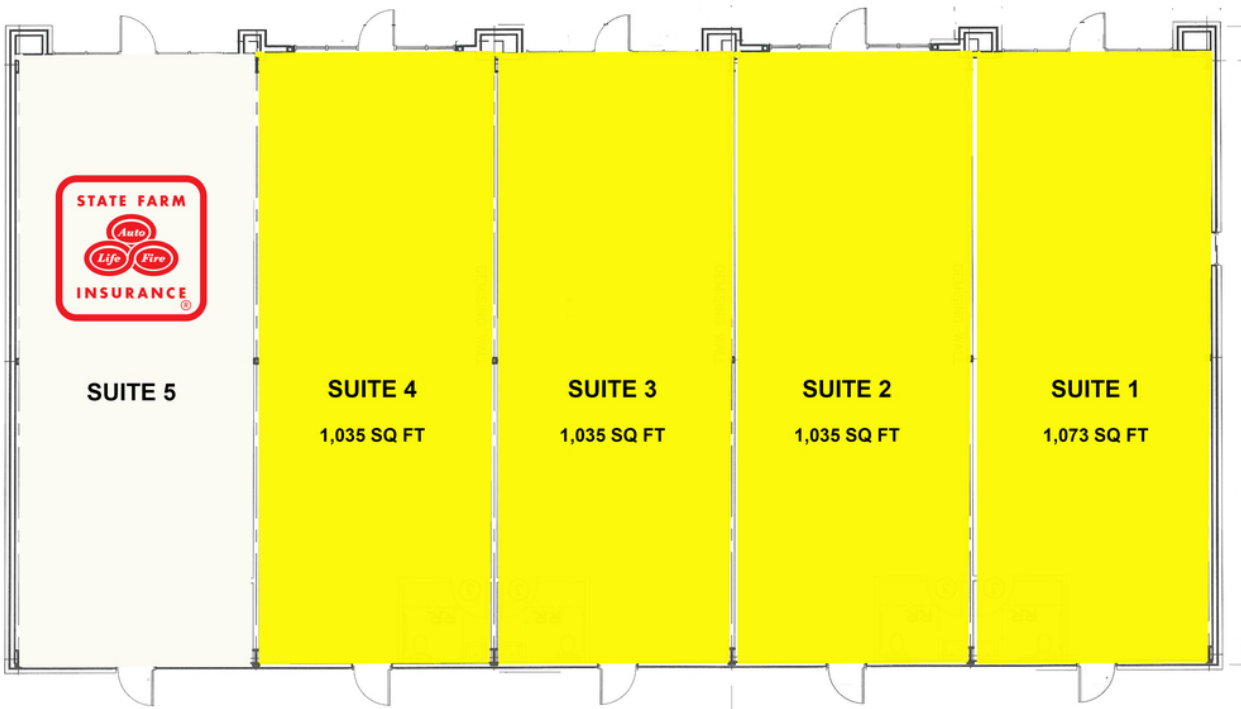 STATE FARM
Auto
Life Fire
INSURANCE®
SUITE 5
SUITE 4
1,035 SQ FT
SUITE 3
1,035 SQ FT
SUITE 2
1,035 SQ FT
SUITE 1
1,073 SQ FT